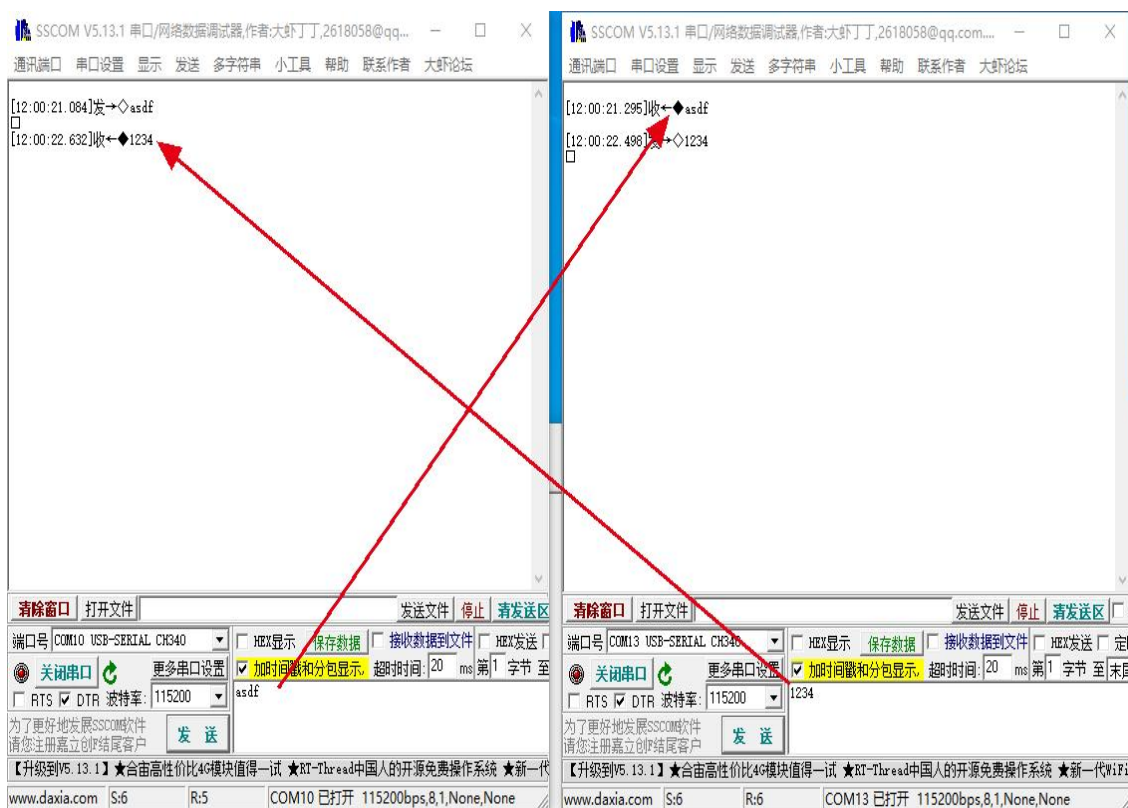 SSCOM V5.13.1 串口/网络数据调试器,作者:大虾丁丁,2618058@qq...
通讯端口 串口设置 显示 发送 多字符串 小工具 帮助 联系作者 大虾论坛
[12:00:21.084]发→◇asdf
□
[12:00:22.632]收←◆1234
清除窗口 打开文件 发送文件 停止 清发送区
端口号 COM10 USB-SERIAL CH340 HEX显示 保存数据 接收数据到文件 HEX发送
关闭串口 更多串口设置 加时间戳和分包显示, 超时时间: 20 ms 第1 字节 至
RTS DTR 波特率: 115200 asdf
为了更好地发展SSCOM软件
请您注册嘉立创F结尾客户 发 送
【升级到V5.13.1】★合宙高性价比4G模块值得一试 ★RT-Thread中国人的开源免费操作系统 ★新一代
www.daxia.com S:6 R:5 COM10 已打开 115200bps,8,1,None,None
SSCOM V5.13.1 串口/网络数据调试器,作者:大虾丁丁,2618058@qq.com....
通讯端口 串口设置 显示 发送 多字符串 小工具 帮助 联系作者 大虾论坛
[12:00:21.295]收←◆asdf
[12:00:22.498]发→◇1234
□
清除窗口 打开文件 发送文件 停止 清发送区
端口号 COM13 USB-SERIAL CH340 HEX显示 保存数据 接收数据到文件 HEX发送
关闭串口 更多串口设置 加时间戳和分包显示, 超时时间: 20 ms 第1 字节 至
RTS DTR 波特率: 115200 1234
为了更好地发展SSCOM软件
请您注册嘉立创F结尾客户 发 送
【升级到V5.13.1】★合宙高性价比4G模块值得一试 ★RT-Thread中国人的开源免费操作系统 ★新一代WiFi
www.daxia.com S:6 R:6 COM13 已打开 115200bps,8,1,None,None